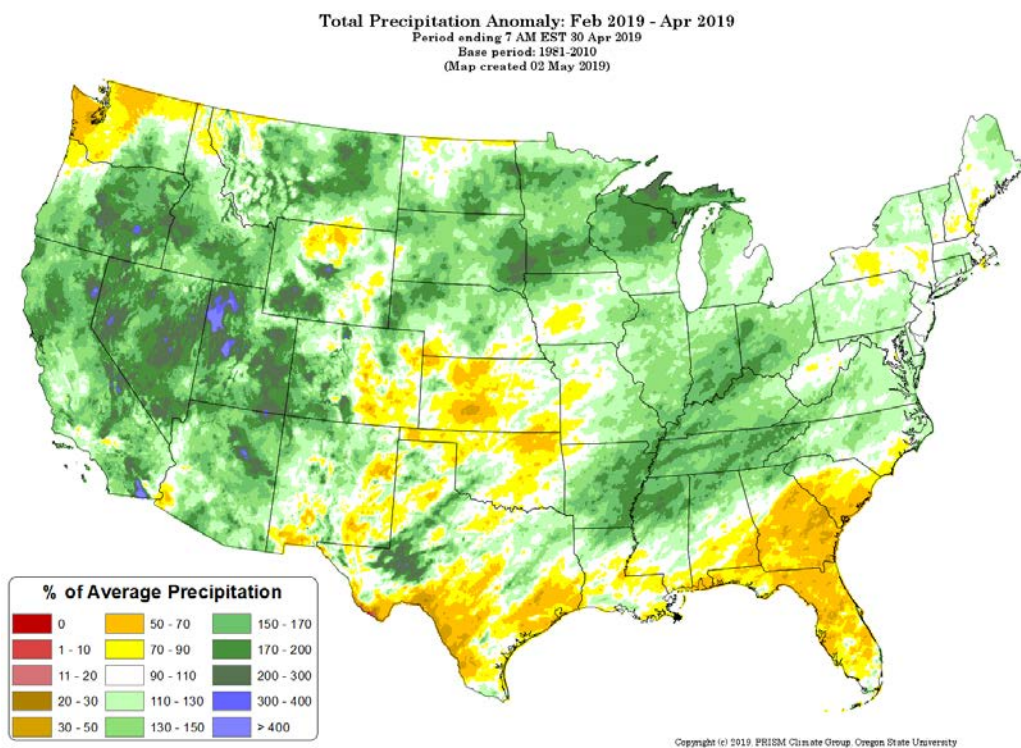 Total Precipitation Anomaly: Feb 2019 - Apr 2019
Period ending 7 AM EST 30 Apr 2019
Base period: 1981-2010
(Map created 02 May 2019)
% of Average Precipitation
0
1 - 10
11 - 20
20 - 30
30 - 50
50 - 70
70 - 90
90 - 110
110 - 130
130 - 150
150 - 170
170 - 200
200 - 300
300 - 400
> 400
Copyright (c) 2019, PRISM Climate Group, Oregon State University